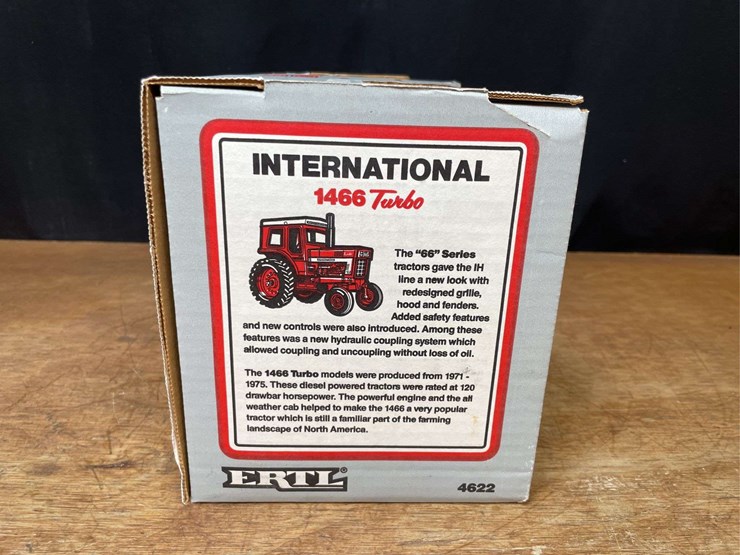 INTERNATIONAL
1466 Turbo
The "66" Series
tractors gave the IH
line a new look with
redesigned grille,
hood and fenders.
Added safety features
and new controls were also introduced. Among these
features was a new hydraulic coupling system which
allowed coupling and uncoupling without loss of oil.
The 1466 Turbo models were produced from 1971 -
1975. These diesel powered tractors were rated at 120
drawbar horsepower. The powerful engine and the all
weather cab helped to make the 1466 a very popular
tractor which is still a familiar part of the farming
landscape of North America.
ERTL®
4622